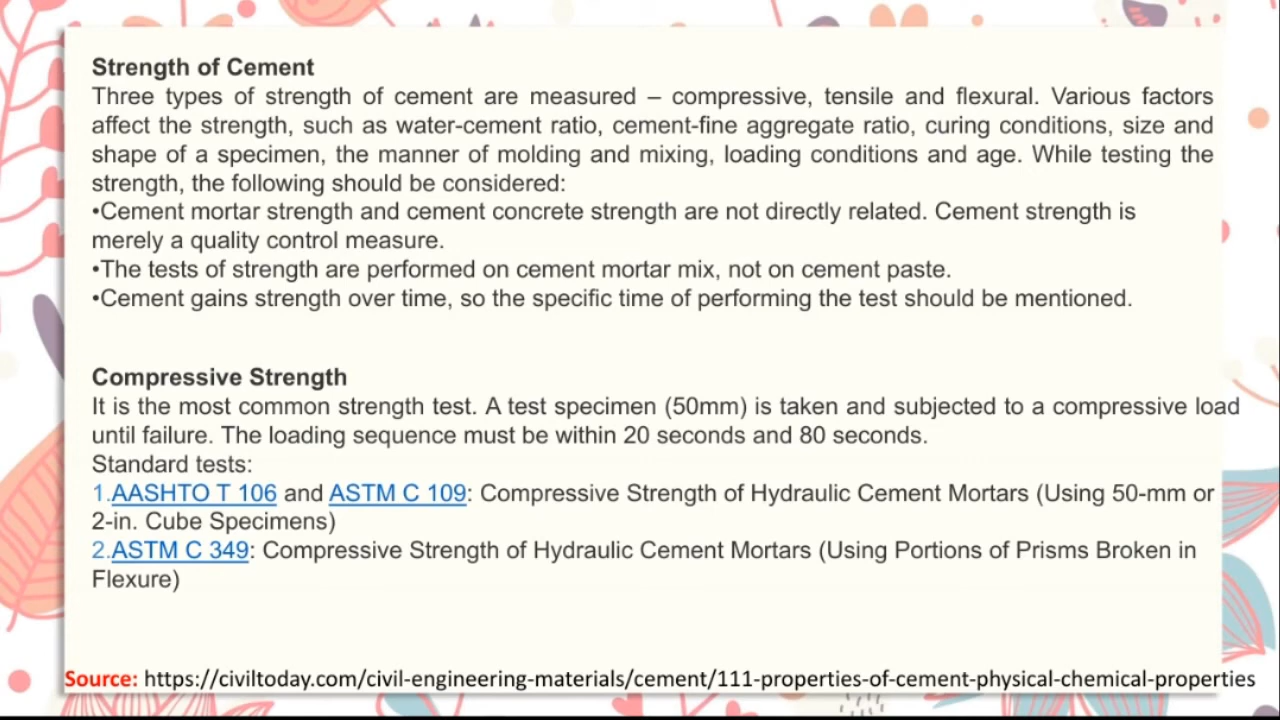 Strength of Cement
Three types of strength of cement are measured – compressive, tensile and flexural. Various factors
affect the strength, such as water-cement ratio, cement-fine aggregate ratio, curing conditions, size and
shape of a specimen, the manner of molding and mixing, loading conditions and age. While testing the
strength, the following should be considered:
•Cement mortar strength and cement concrete strength are not directly related. Cement strength is
merely a quality control measure.
•The tests of strength are performed on cement mortar mix, not on cement paste.
•Cement gains strength over time, so the specific time of performing the test should be mentioned.
Compressive Strength
It is the most common strength test. A test specimen (50mm) is taken and subjected to a compressive load
until failure. The loading sequence must be within 20 seconds and 80 seconds.
Standard tests:
1.AASHTO T 106 and ASTM C 109: Compressive Strength of Hydraulic Cement Mortars (Using 50-mm or
2-in. Cube Specimens)
2.ASTM C 349: Compressive Strength of Hydraulic Cement Mortars (Using Portions of Prisms Broken in
Flexure)
Source: https://civiltoday.com/civil-engineering-materials/cement/111-properties-of-cement-physical-chemical-properties